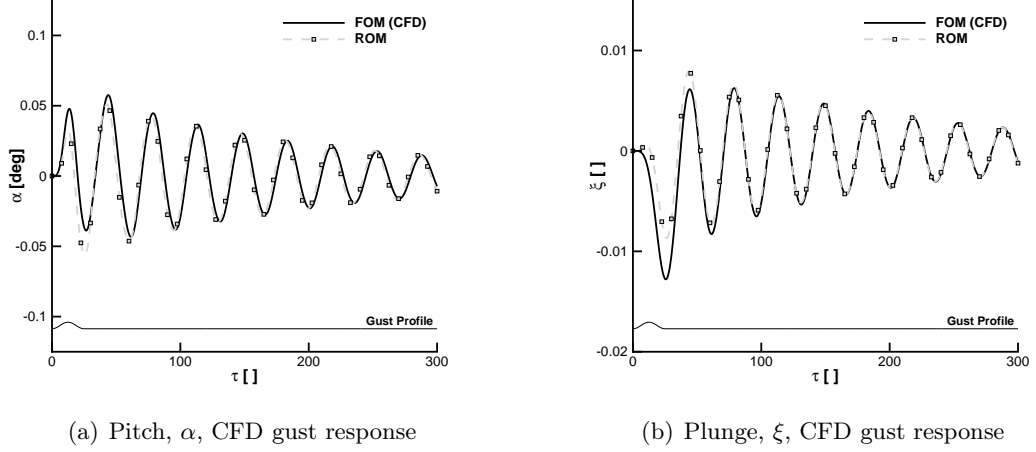 0.1
0.05
0
-0.05
-0.1
α [deg]
FOM (CFD)
ROM
Gust Profile
0 100 200 300
τ [ ]
(a) Pitch, α, CFD gust response
0.01
0
-0.01
-0.02
ξ [ ]
FOM (CFD)
ROM
Gust Profile
0 100 200 300
τ [ ]
(b) Plunge, ξ, CFD gust response